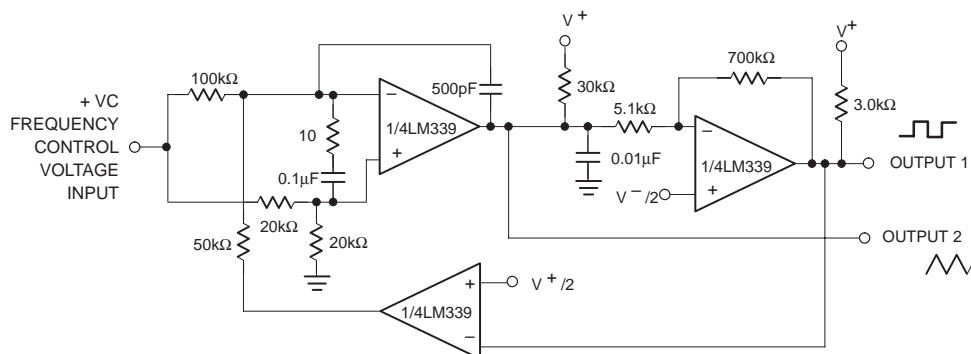 V+
V+
100kΩ
500pF
30kΩ
700kΩ
5.1kΩ
3.0kΩ
+ VC
FREQUENCY
CONTROL
VOLTAGE
INPUT
10
−
+
1/4LM339
0.1µF
0.01µF
−
+
1/4LM339
V−/2
OUTPUT 1
20kΩ
50kΩ
20kΩ
OUTPUT 2
+
−
1/4LM339
V+/2